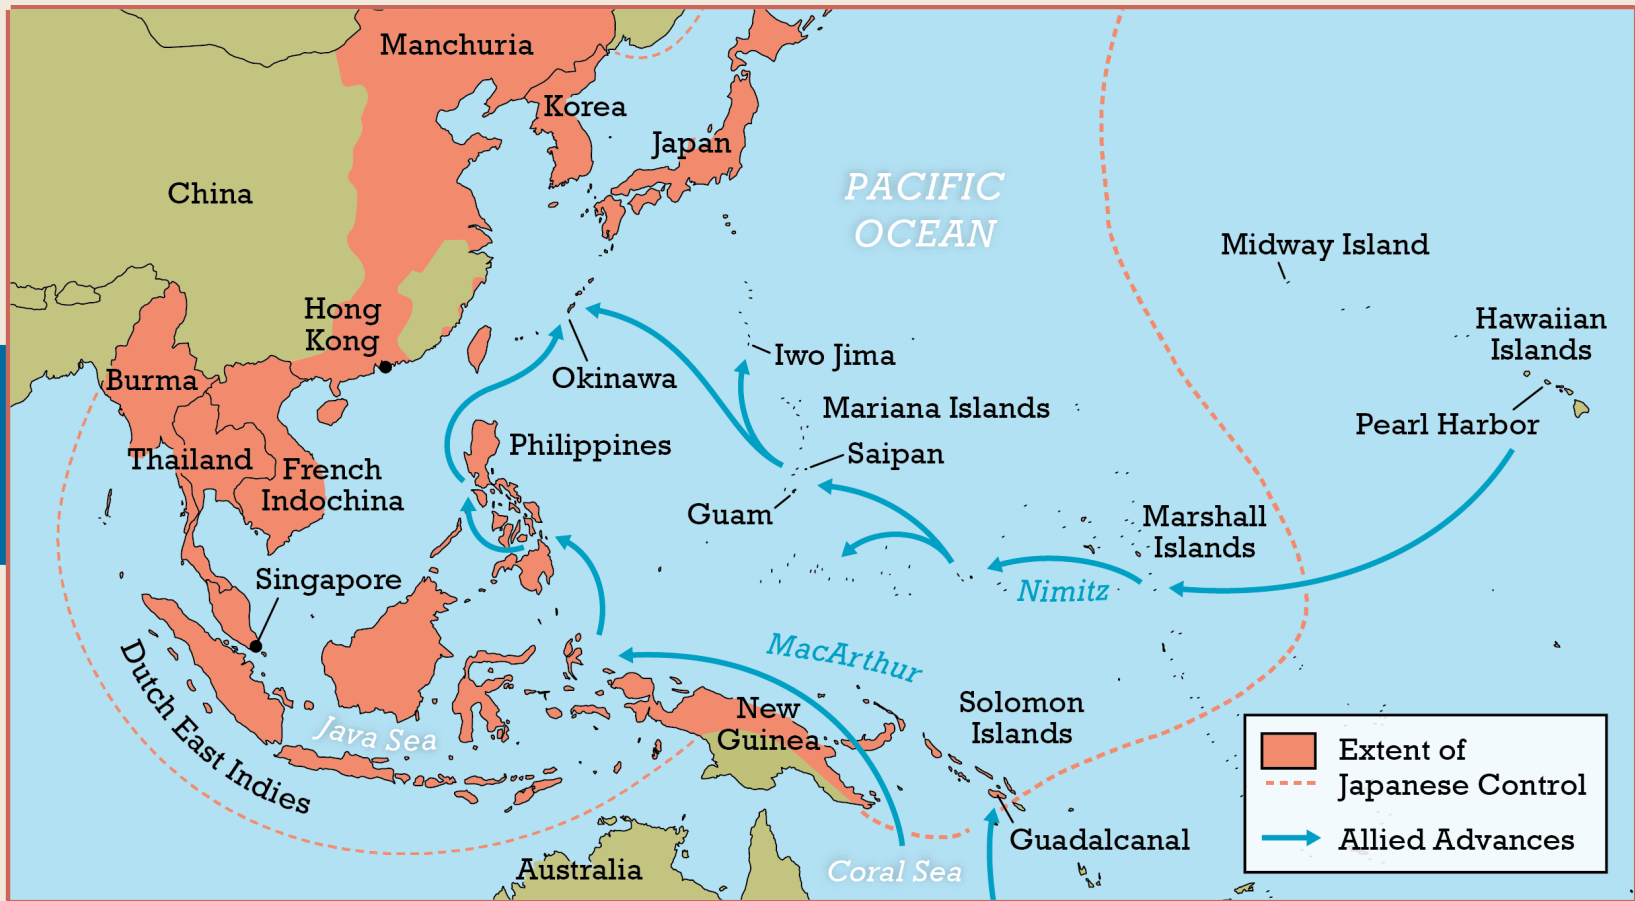 Manchuria
Korea
Japan
China
PACIFIC
OCEAN
Midway Island
Hong
Kong
Hawaiian
Islands
Iwo Jima
Burma
Okinawa
Mariana Islands
Pearl Harbor
Philippines
Saipan
Thailand
French
Indochina
Guam
Marshall
Islands
Singapore
Nimitz
MacArthur
Dutch East Indies
Java Sea
New
Guinea
Solomon
Islands
Guadalcanal
Australia
Coral Sea
Extent of
Japanese Control
Allied Advances